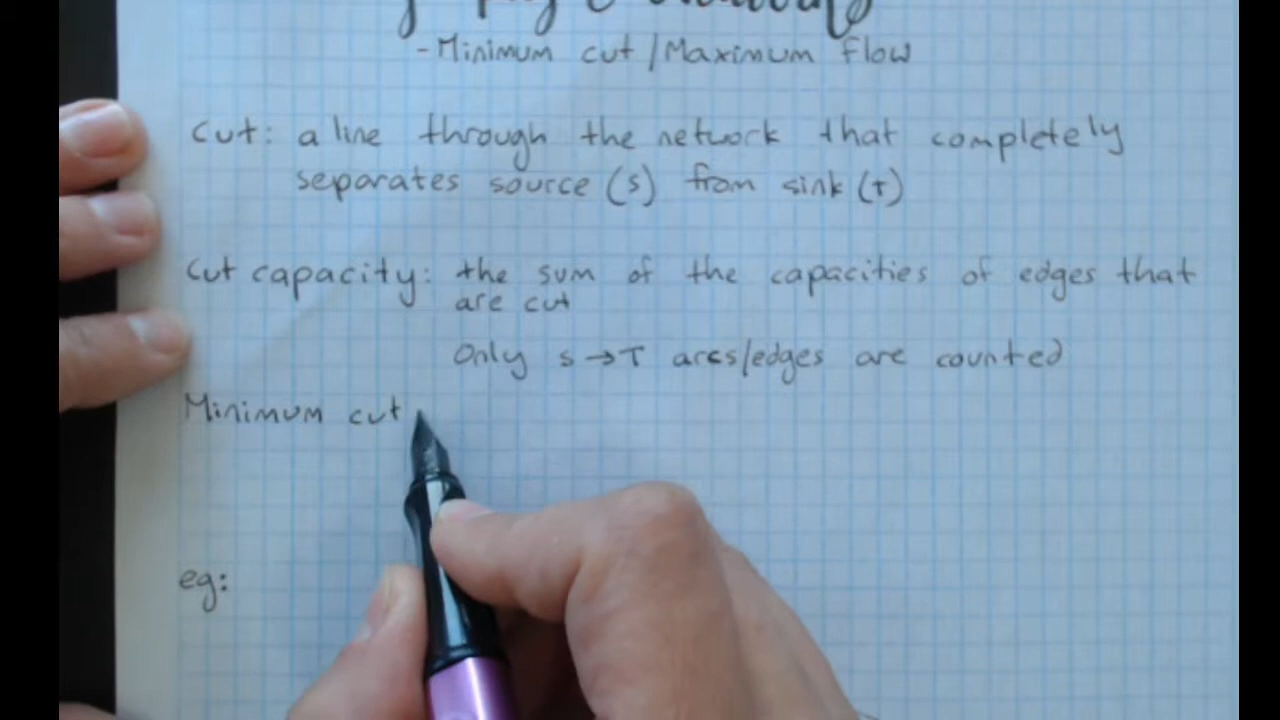 - Minimum cut / Maximum flow
cut: a line through the network that completely
separates source (s) from sink (T)
cut capacity: the sum of the capacities of edges that
are cut
Only s → T arcs/edges are counted
Minimum cut
eg: